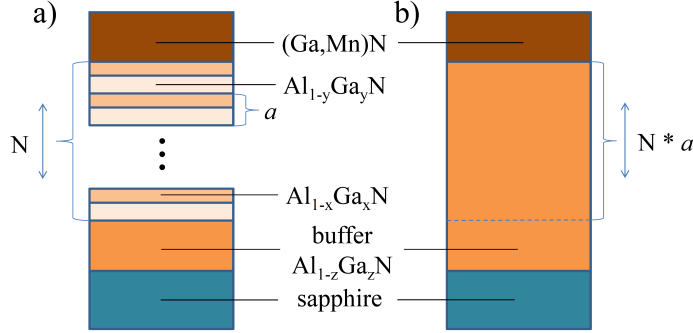 a)
b)
(Ga,Mn)N
Al1-yGayN
a
N
N * a
Al1-xGaxN
buffer
Al1-zGazN
sapphire